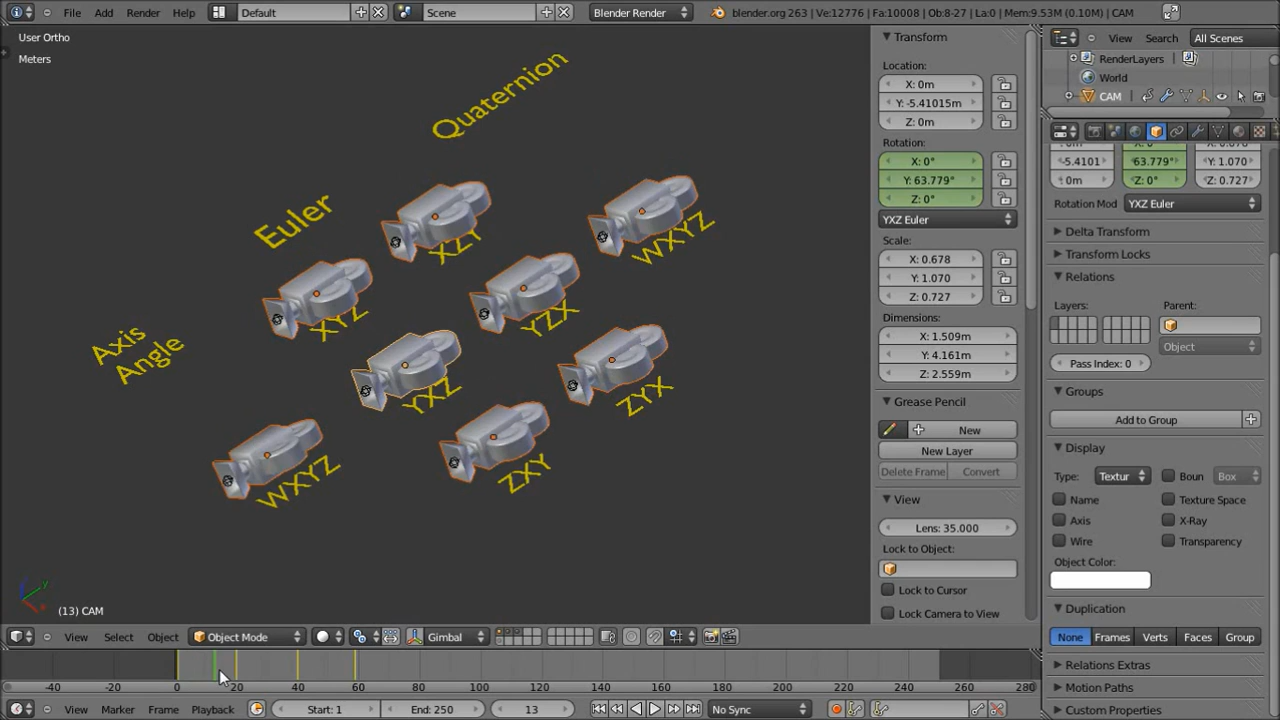 File Add Render Help Default Scene Blender Render blender.org 263 | Ve:12776 | Fa:10008 | Ob:8-27 | La:0 | Mem:9.53M (0.10M) | CAM
User Ortho
Meters
Quaternion
Euler
Axis
Angle
XZY
WXYZ
XYZ
YZX
YXZ
ZYX
WXYZ
ZXY
(13) CAM
View Select Object Object Mode Gimbal
-40 -20 0 20 40 60 80 100 120 140 160 180 200 220 240 260 280
View Marker Frame Playback Start: 1 End: 250 13 No Sync
Transform
Location:
X: 0m
Y: -5.41015m
Z: 0m
Rotation:
X: 0°
Y: 63.779°
Z: 0°
YXZ Euler
Scale:
X: 0.678
Y: 1.070
Z: 0.727
Dimensions:
X: 1.509m
Y: 4.161m
Z: 2.559m
Grease Pencil
New
New Layer
Delete Frame Convert
View
Lens: 35.000
Lock to Object:
Lock to Cursor
Lock Camera to View
View Search All Scenes
RenderLayers
World
CAM
-5.4101 63.779° Y: 1.070
0m Z: 0° Z: 0.727
Rotation Mod YXZ Euler
Delta Transform
Transform Locks
Relations
Layers: Parent:
Object
Pass Index: 0
Groups
Add to Group
Display
Type: Textur Boun Box
Name Texture Space
Axis X-Ray
Wire Transparency
Object Color:
Duplication
None Frames Verts Faces Group
Relations Extras
Motion Paths
Custom Properties